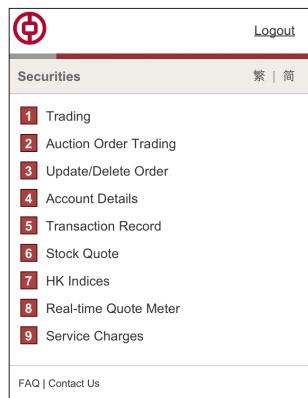 Logout
Securities 繁 | 简
1 Trading
2 Auction Order Trading
3 Update/Delete Order
4 Account Details
5 Transaction Record
6 Stock Quote
7 HK Indices
8 Real-time Quote Meter
9 Service Charges
FAQ | Contact Us